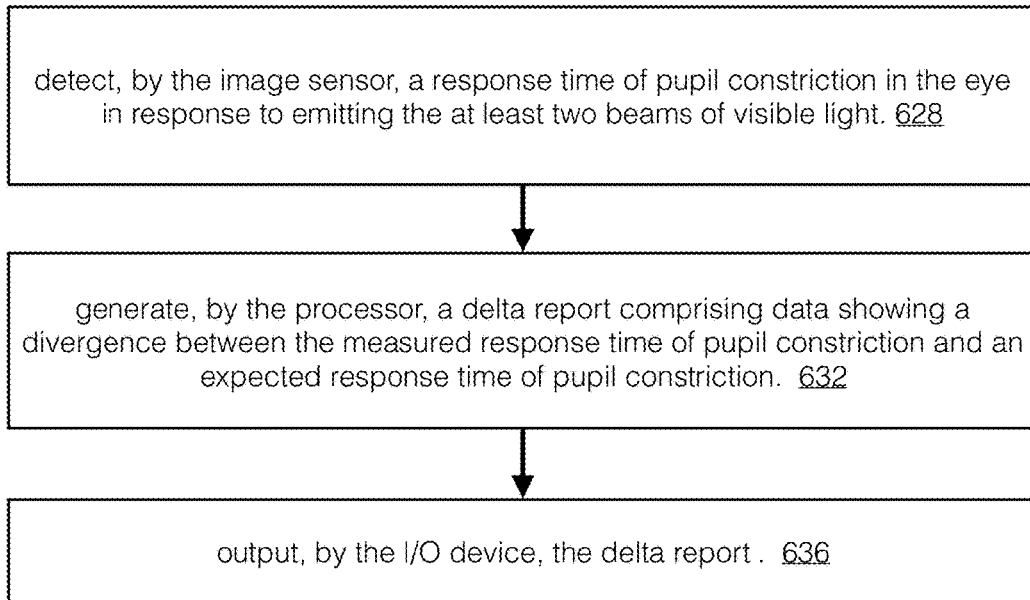 detect, by the image sensor, a response time of pupil constriction in the eye
in response to emitting the at least two beams of visible light. 628
generate, by the processor, a delta report comprising data showing a
divergence between the measured response time of pupil constriction and an
expected response time of pupil constriction. 632
output, by the I/O device, the delta report . 636